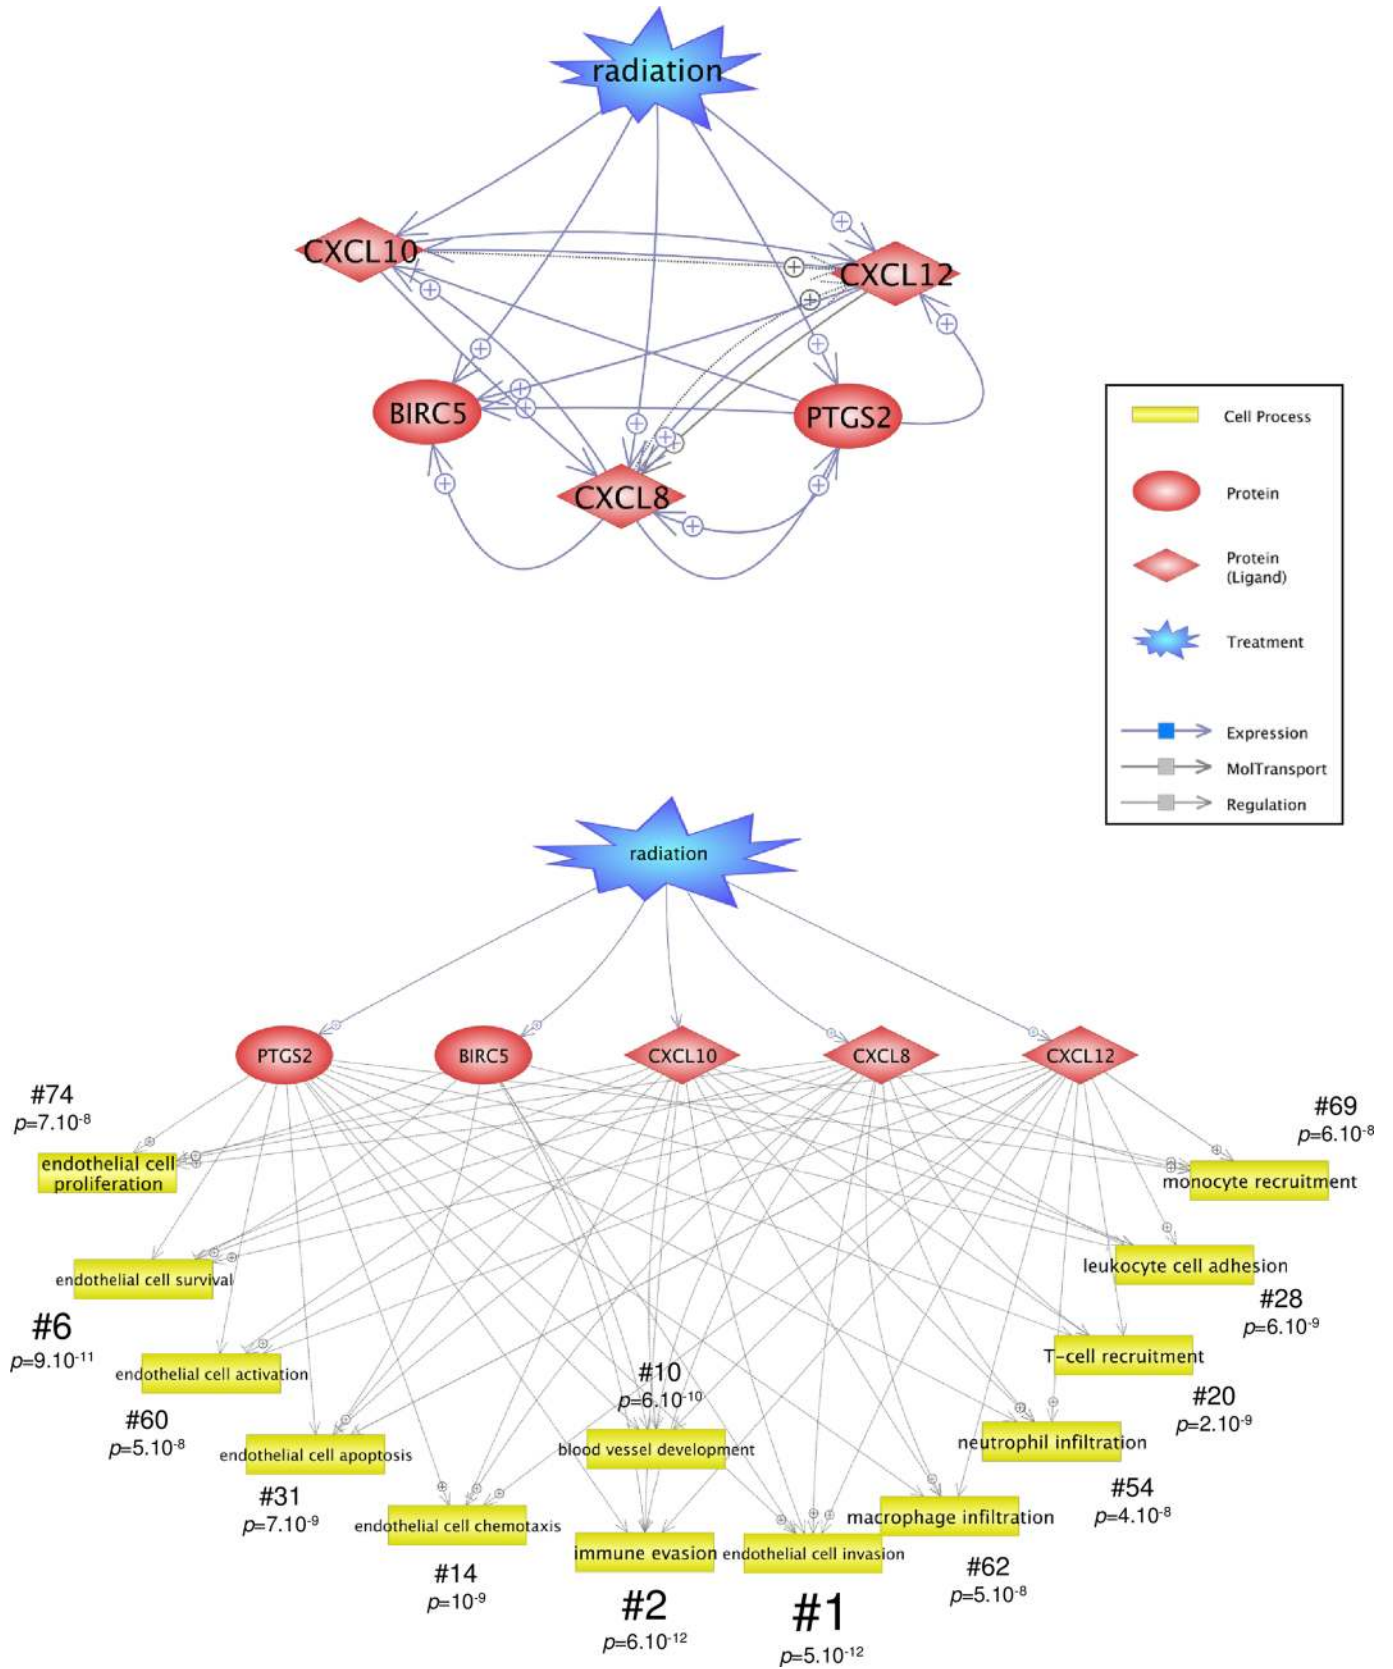 radiation
CXCL10
CXCL12
BIRC5
PTGS2
CXCL8
Cell Process
Protein
Protein
(Ligand)
Treatment
Expression
MolTransport
Regulation
radiation
PTGS2
BIRC5
CXCL10
CXCL8
CXCL12
#74
p=7.10⁻⁸
endothelial cell
proliferation
#69
p=6.10⁻⁸
monocyte recruitment
endothelial cell survival
#6
p=9.10⁻¹¹
leukocyte cell adhesion
#28
p=6.10⁻⁹
endothelial cell activation
#60
p=5.10⁻⁸
T-cell recruitment
#20
p=2.10⁻⁹
#10
p=6.10⁻¹⁰
blood vessel development
endothelial cell apoptosis
#31
p=7.10⁻⁹
neutrophil infiltration
#54
p=4.10⁻⁸
endothelial cell chemotaxis
#14
p=10⁻⁹
macrophage infiltration
#62
p=5.10⁻⁸
immune evasion
#2
p=6.10⁻¹²
endothelial cell invasion
#1
p=5.10⁻¹²